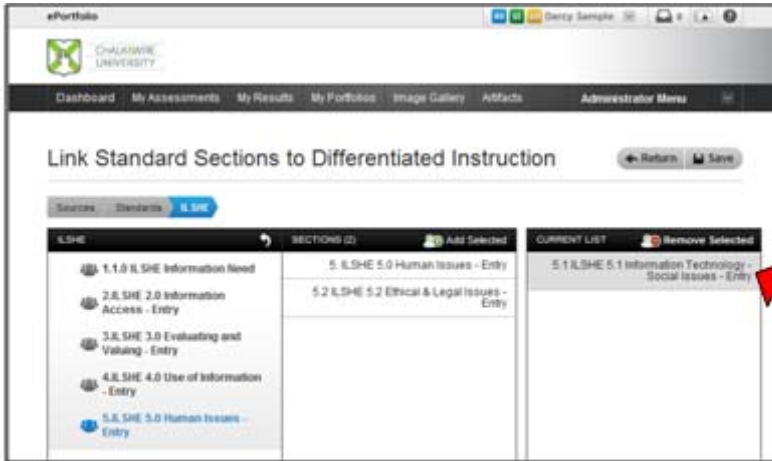 ePortfolio
Darcy Sample
0
CHALK&WIRE
UNIVERSITY
Dashboard My Assessments My Results My Portfolios Image Gallery Artifacts Administrator Menu
Link Standard Sections to Differentiated Instruction
Return Save
Sources Standards ILSHE
ILSHE
1.1.0 ILSHE Information Need
2.ILSHE 2.0 Information
Access - Entry
3.ILSHE 3.0 Evaluating and
Valuing - Entry
4.ILSHE 4.0 Use of Information
- Entry
5.ILSHE 5.0 Human Issues -
Entry
SECTIONS (2) Add Selected
5. ILSHE 5.0 Human Issues - Entry
5.2 ILSHE 5.2 Ethical & Legal Issues -
Entry
CURRENT LIST Remove Selected
5.1 ILSHE 5.1 Information Technology -
Social Issues - Entry